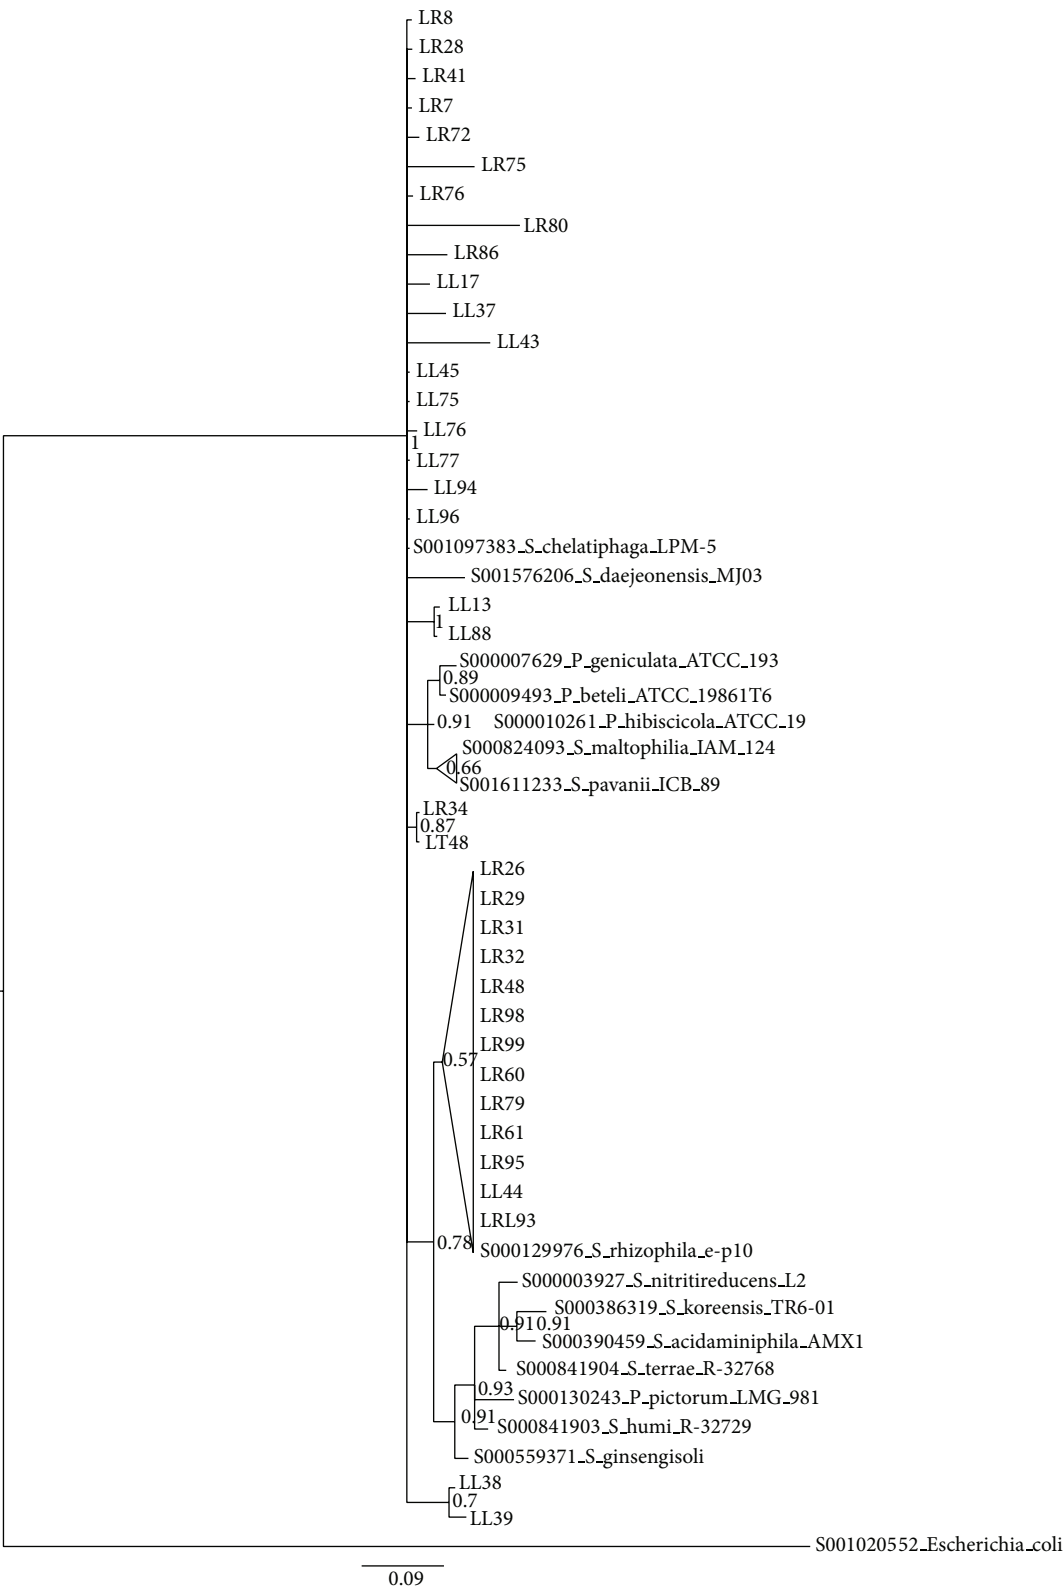 LR8
LR28
LR41
LR7
LR72
LR75
LR76
LR80
LR86
LL17
LL37
LL43
LL45
LL75
LL76
1
LL77
LL94
LL96
S001097383_S_chelatiphaga_LPM-5
S001576206_S_daejeonensis_MJ03
LL13
1
LL88
S000007629_P_geniculata_ATCC_193
0.89
S000009493_P_beteli_ATCC_19861T6
0.91 S000010261_P_hibiscicola_ATCC_19
S000824093_S_maltophilia_IAM_124
0.66
S001611233_S_pavanii_ICB_89
LR34
0.87
LT48
LR26
LR29
LR31
LR32
LR48
LR98
LR99
0.57
LR60
LR79
LR61
LR95
LL44
LRL93
0.78
S000129976_S_rhizophila_e-p10
S000003927_S_nitritireducens_L2
S000386319_S_koreensis_TR6-01
0.91 0.91
S000390459_S_acidaminiphila_AMX1
S000841904_S_terrae_R-32768
0.93
S000130243_P_pictorum_LMG_981
0.91
S000841903_S_humi_R-32729
S000559371_S_ginsengisoli
LL38
0.7
LL39
S001020552_Escherichia_coli
0.09